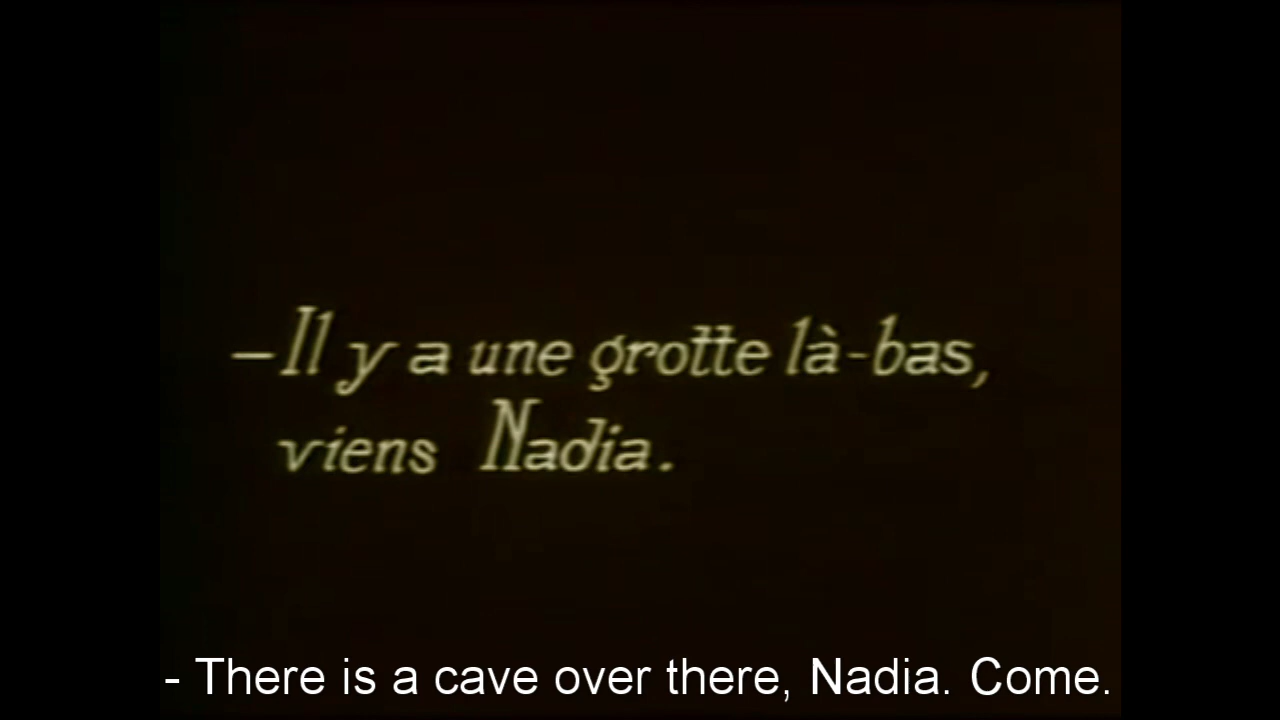 –Il y a une grotte là-bas,
viens Nadia.
- There is a cave over there, Nadia. Come.